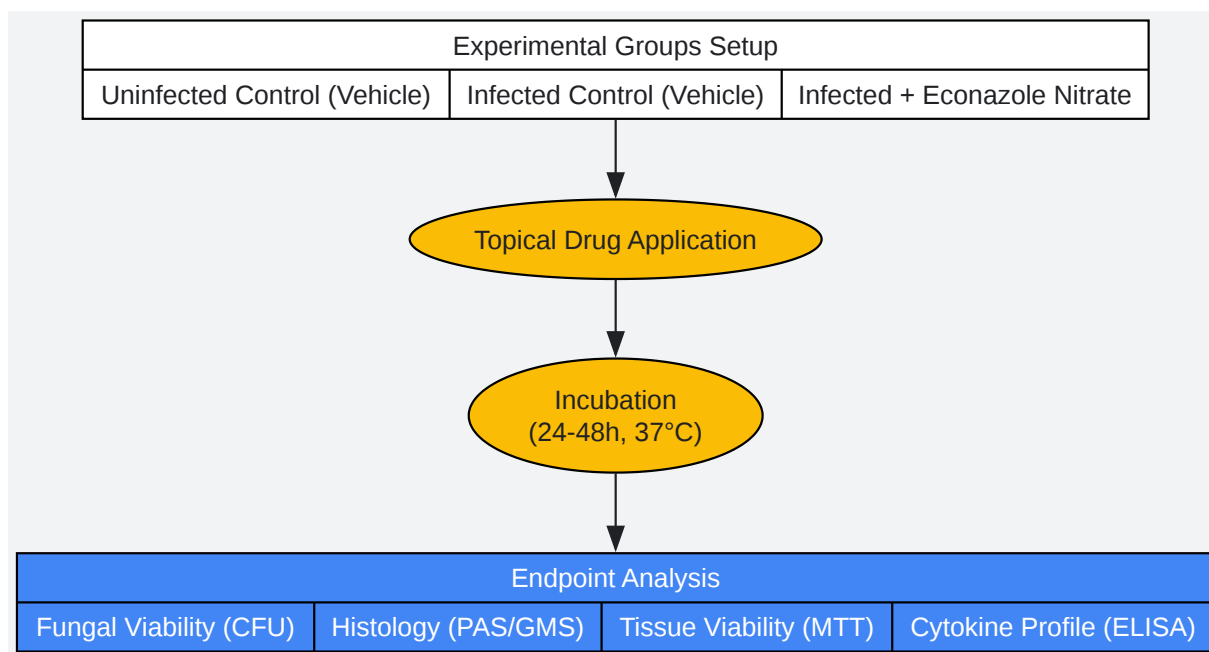 Experimental Groups Setup
Uninfected Control (Vehicle)
Infected Control (Vehicle)
Infected + Econazole Nitrate
Topical Drug Application
Incubation
(24-48h, 37°C)
Endpoint Analysis
Fungal Viability (CFU)
Histology (PAS/GMS)
Tissue Viability (MTT)
Cytokine Profile (ELISA)